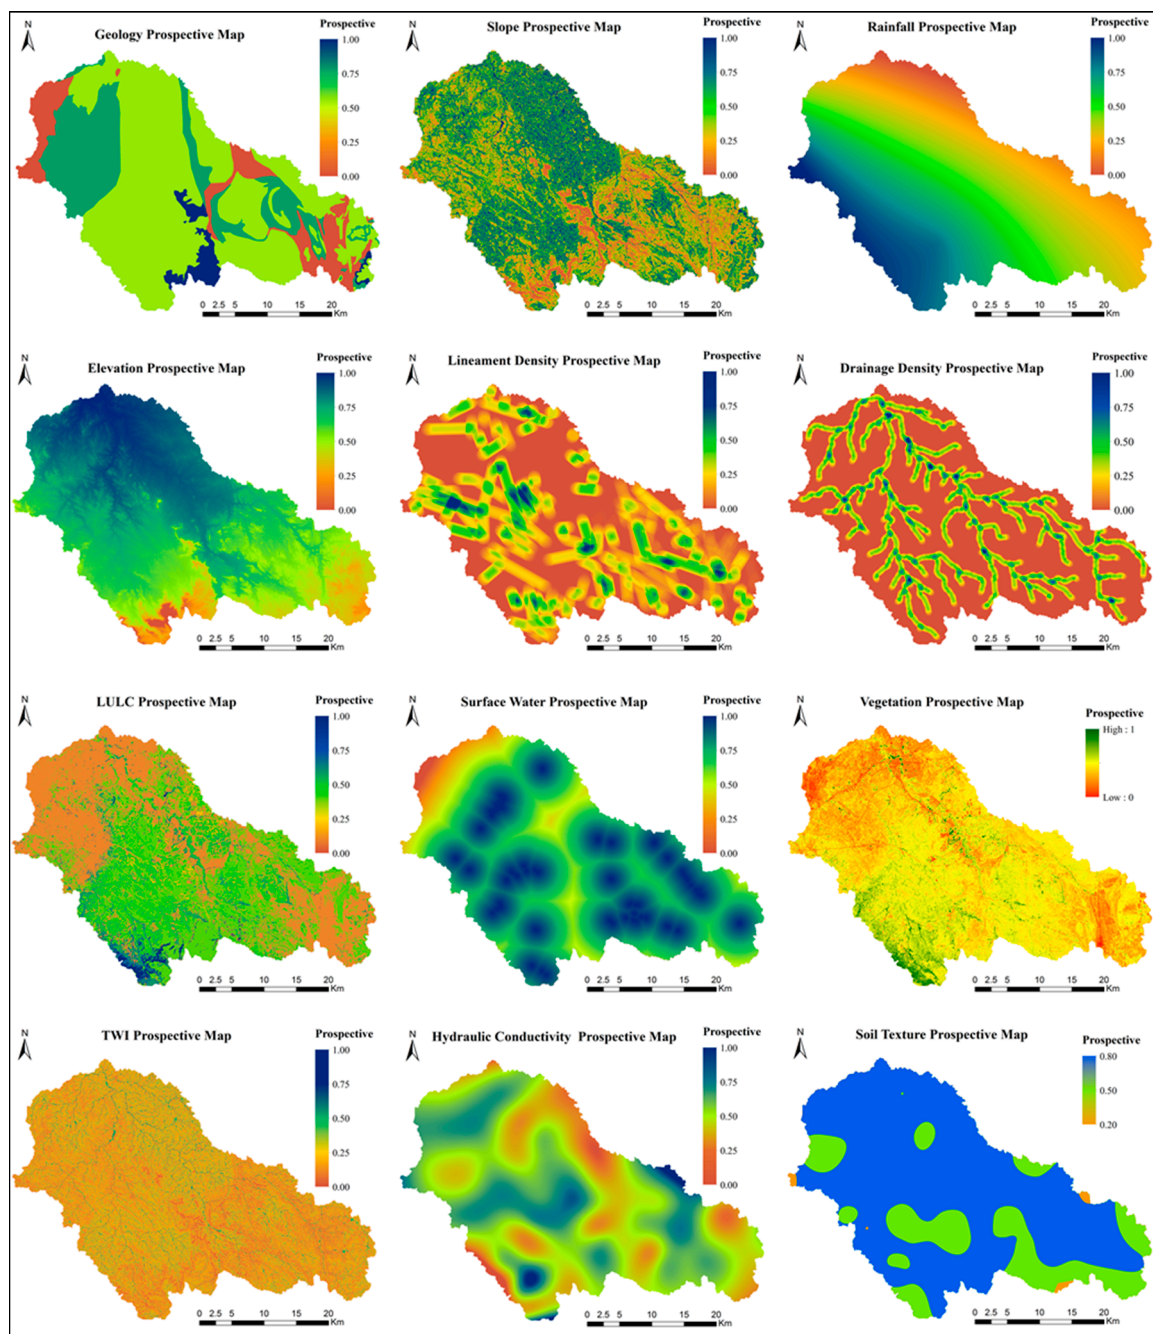 Geology Prospective Map
N
Prospective
1.00
0.75
0.50
0.25
0.00
0 2.5 5 10 15 20
Km
Slope Prospective Map
N
Prospective
1.00
0.75
0.50
0.25
0.00
0 2.5 5 10 15 20
Km
Rainfall Prospective Map
N
Prospective
1.00
0.75
0.50
0.25
0.00
0 2.5 5 10 15 20
Km
Elevation Prospective Map
N
Prospective
1.00
0.75
0.50
0.25
0.00
0 2.5 5 10 15 20
Km
Lineament Density Prospective Map
N
Prospective
1.00
0.75
0.50
0.25
0.00
0 2.5 5 10 15 20
Km
Drainage Density Prospective Map
N
Prospective
1.00
0.75
0.50
0.25
0.00
0 2.5 5 10 15 20
Km
LULC Prospective Map
N
Prospective
1.00
0.75
0.50
0.25
0.00
0 2.5 5 10 15 20
Km
Surface Water Prospective Map
N
Prospective
1.00
0.75
0.50
0.25
0.00
0 2.5 5 10 15 20
Km
Vegetation Prospective Map
N
Prospective
High : 1
Low : 0
0 2.5 5 10 15 20
Km
TWI Prospective Map
N
Prospective
1.00
0.75
0.50
0.25
0.00
0 2.5 5 10 15 20
Km
Hydraulic Conductivity Prospective Map
N
Prospective
1.00
0.75
0.50
0.25
0.00
0 2.5 5 10 15 20
Km
Soil Texture Prospective Map
N
Prospective
0.80
0.50
0.20
0 2.5 5 10 15 20
Km